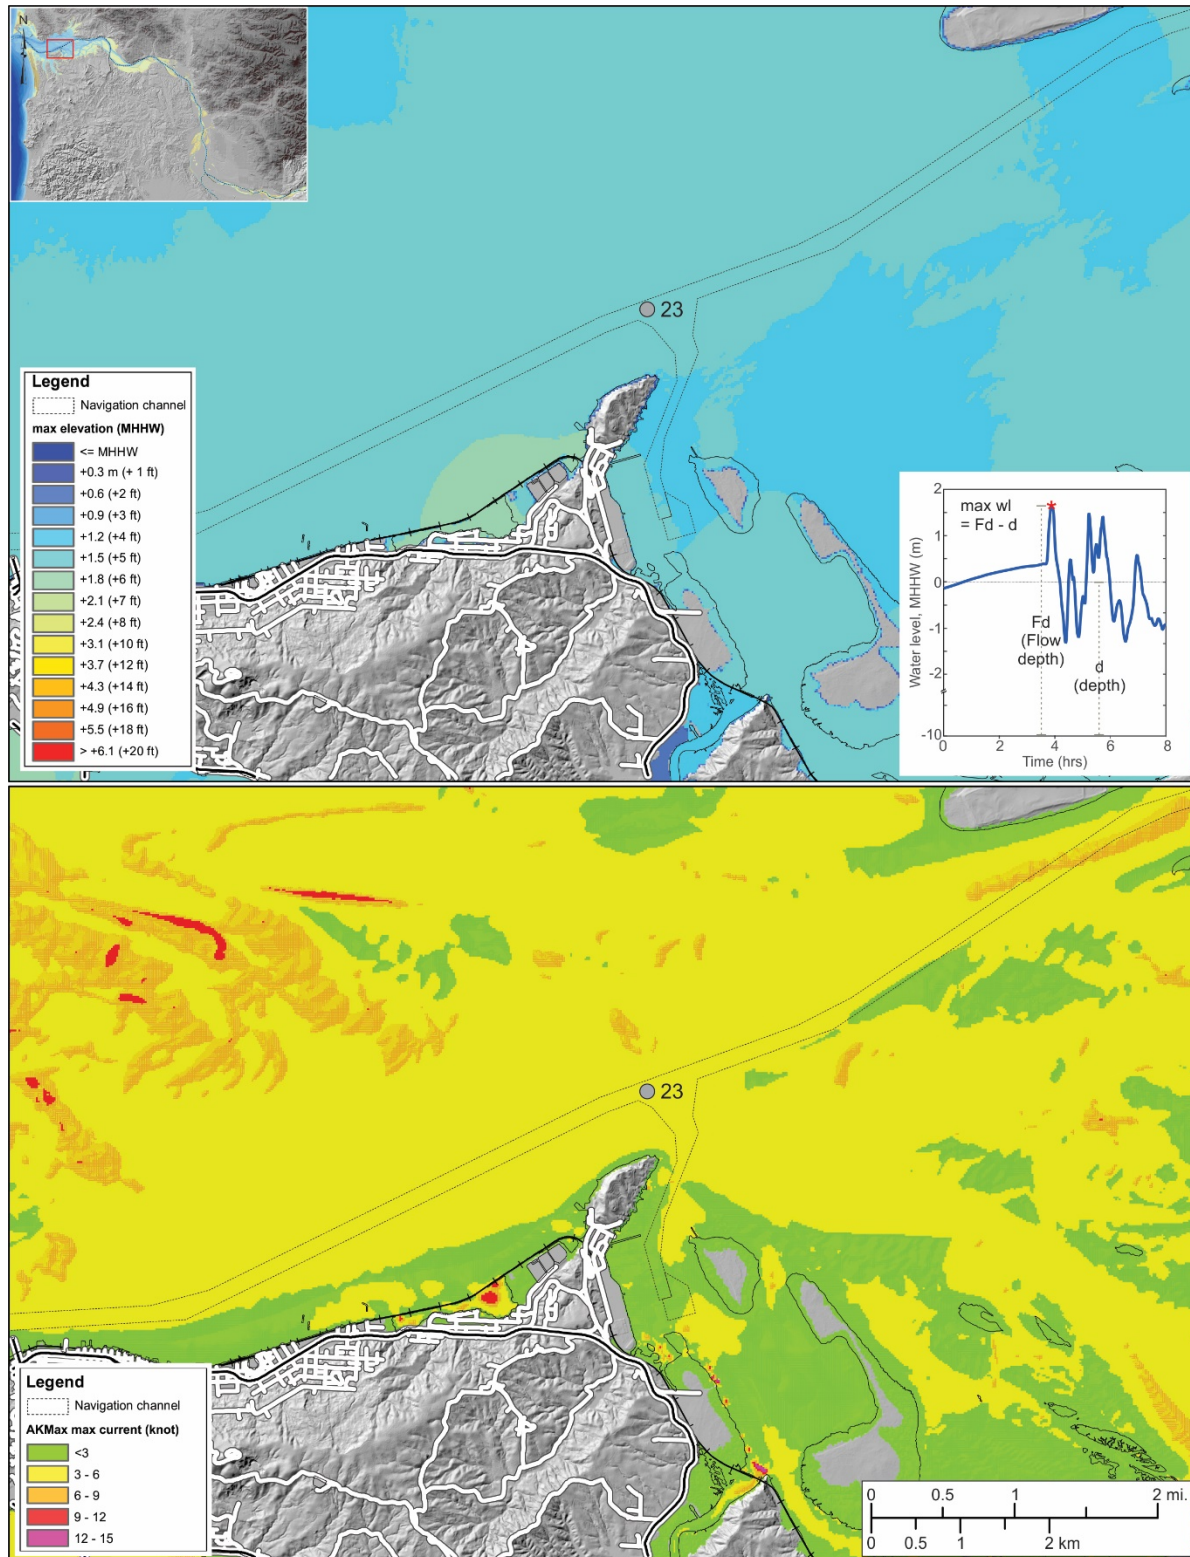 N
23
Legend
Navigation channel
max elevation (MHHW)
<= MHHW
+0.3 m (+ 1 ft)
+0.6 (+2 ft)
+0.9 (+3 ft)
+1.2 (+4 ft)
+1.5 (+5 ft)
+1.8 (+6 ft)
+2.1 (+7 ft)
+2.4 (+8 ft)
+3.1 (+10 ft)
+3.7 (+12 ft)
+4.3 (+14 ft)
+4.9 (+16 ft)
+5.5 (+18 ft)
> +6.1 (+20 ft)
Water level, MHHW (m)
2
1
0
-1
-2
-10
max wl
= Fd - d
Fd
(Flow
depth)
d
(depth)
0 2 4 6 8
Time (hrs)
23
Legend
Navigation channel
AKMax max current (knot)
<3
3 - 6
6 - 9
9 - 12
12 - 15
0 0.5 1 2 mi.
0 0.5 1 2 km